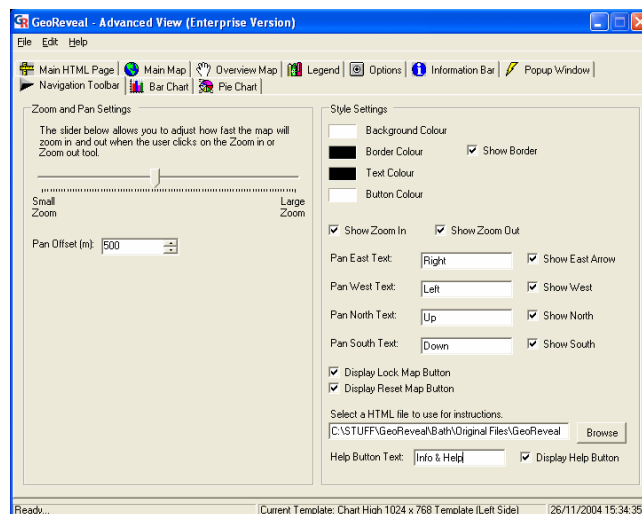 GeoReveal - Advanced View (Enterprise Version)
File Edit Help
Main HTML Page Main Map Overview Map Legend Options Information Bar Popup Window
Navigation Toolbar Bar Chart Pie Chart
Zoom and Pan Settings
The slider below allows you to adjust how fast the map will
zoom in and out when the user clicks on the Zoom in or
Zoom out tool.
Small Zoom
Large Zoom
Pan Offset (m): 500
Style Settings
Background Colour
Border Colour Show Border
Text Colour
Button Colour
Show Zoom In Show Zoom Out
Pan East Text: Right Show East Arrow
Pan West Text: Left Show West
Pan North Text: Up Show North
Pan South Text: Down Show South
Display Lock Map Button
Display Reset Map Button
Select a HTML file to use for instructions.
C:\STUFF\GeoReveal\Bath\Original Files\GeoReveal Browse
Help Button Text: Info & Help Display Help Button
Ready... Current Template: Chart High 1024 x 768 Template (Left Side) 26/11/2004 15:34:35